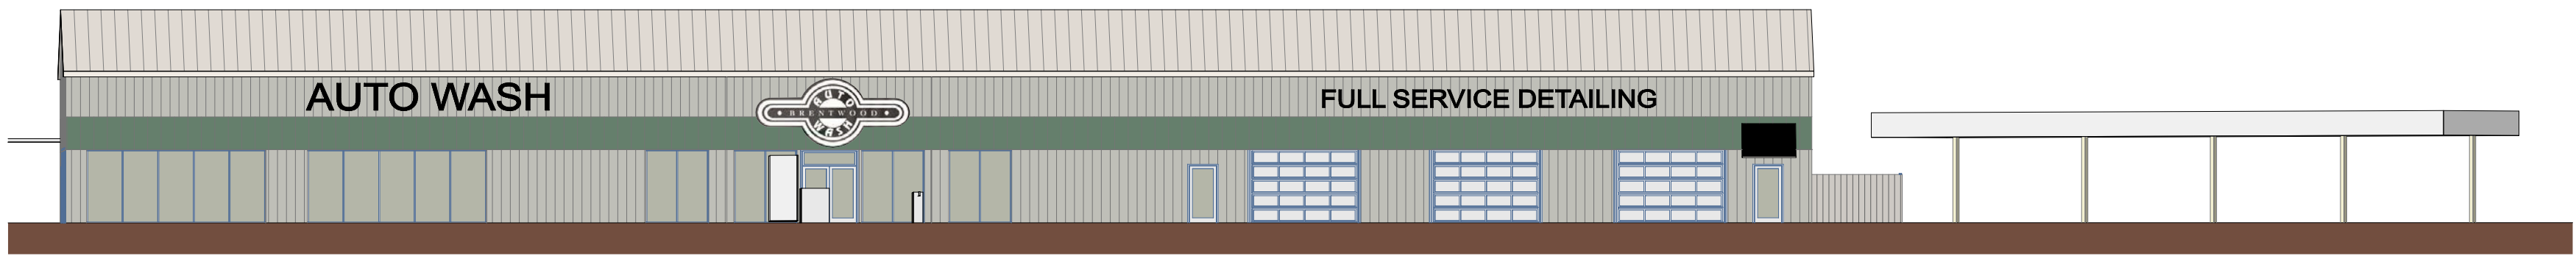 AUTO WASH
AUTO
• BRENTWOOD •
WASH
FULL SERVICE DETAILING